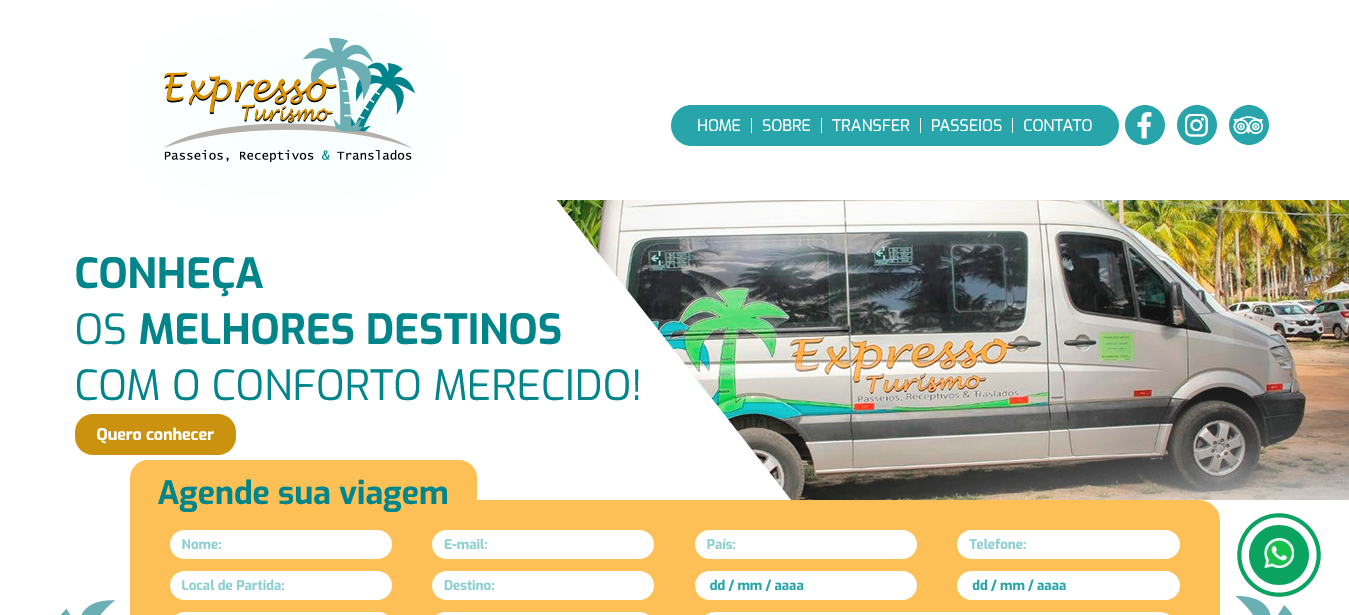 Expresso
Turismo
Passeios, Receptivos & Translados
HOME | SOBRE | TRANSFER | PASSEIOS | CONTATO
CONHEÇA
OS MELHORES DESTINOS
COM O CONFORTO MERECIDO!
Quero conhecer
Expresso
Turismo
Passeios, Receptivos & Traslados
Agende sua viagem
Nome: E-mail: País: Telefone:
Local de Partida: Destino: dd / mm / aaaa dd / mm / aaaa